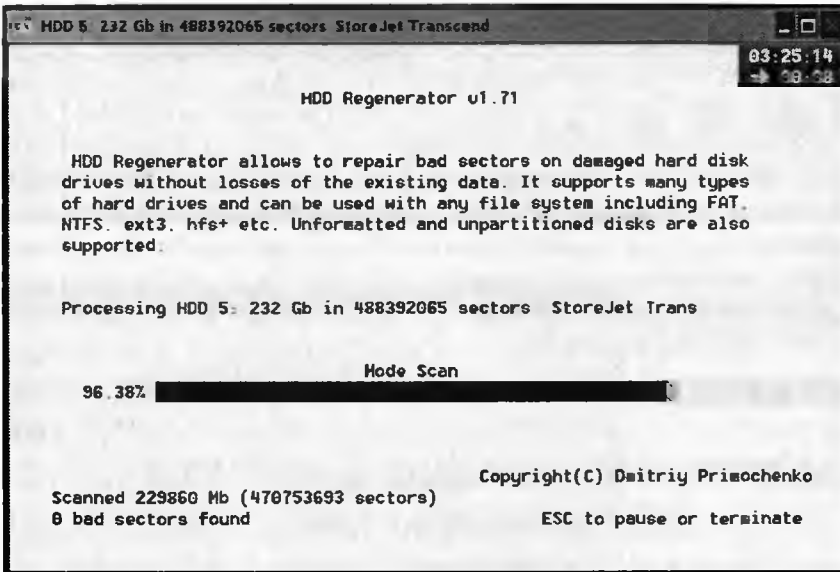 HDD 5: 232 Gb in 488392065 sectors StoreJet Transcend
03:25:14
HDD Regenerator v1.71
HDD Regenerator allows to repair bad sectors on damaged hard disk
drives without losses of the existing data. It supports many types
of hard drives and can be used with any file system including FAT,
NTFS, ext3, hfs+ etc. Unformatted and unpartitioned disks are also
supported.
Processing HDD 5: 232 Gb in 488392065 sectors StoreJet Trans
Mode Scan
96.38%
Copyright(C) Dmitriy Primochenko
Scanned 229860 Mb (470753693 sectors)
0 bad sectors found
ESC to pause or terminate